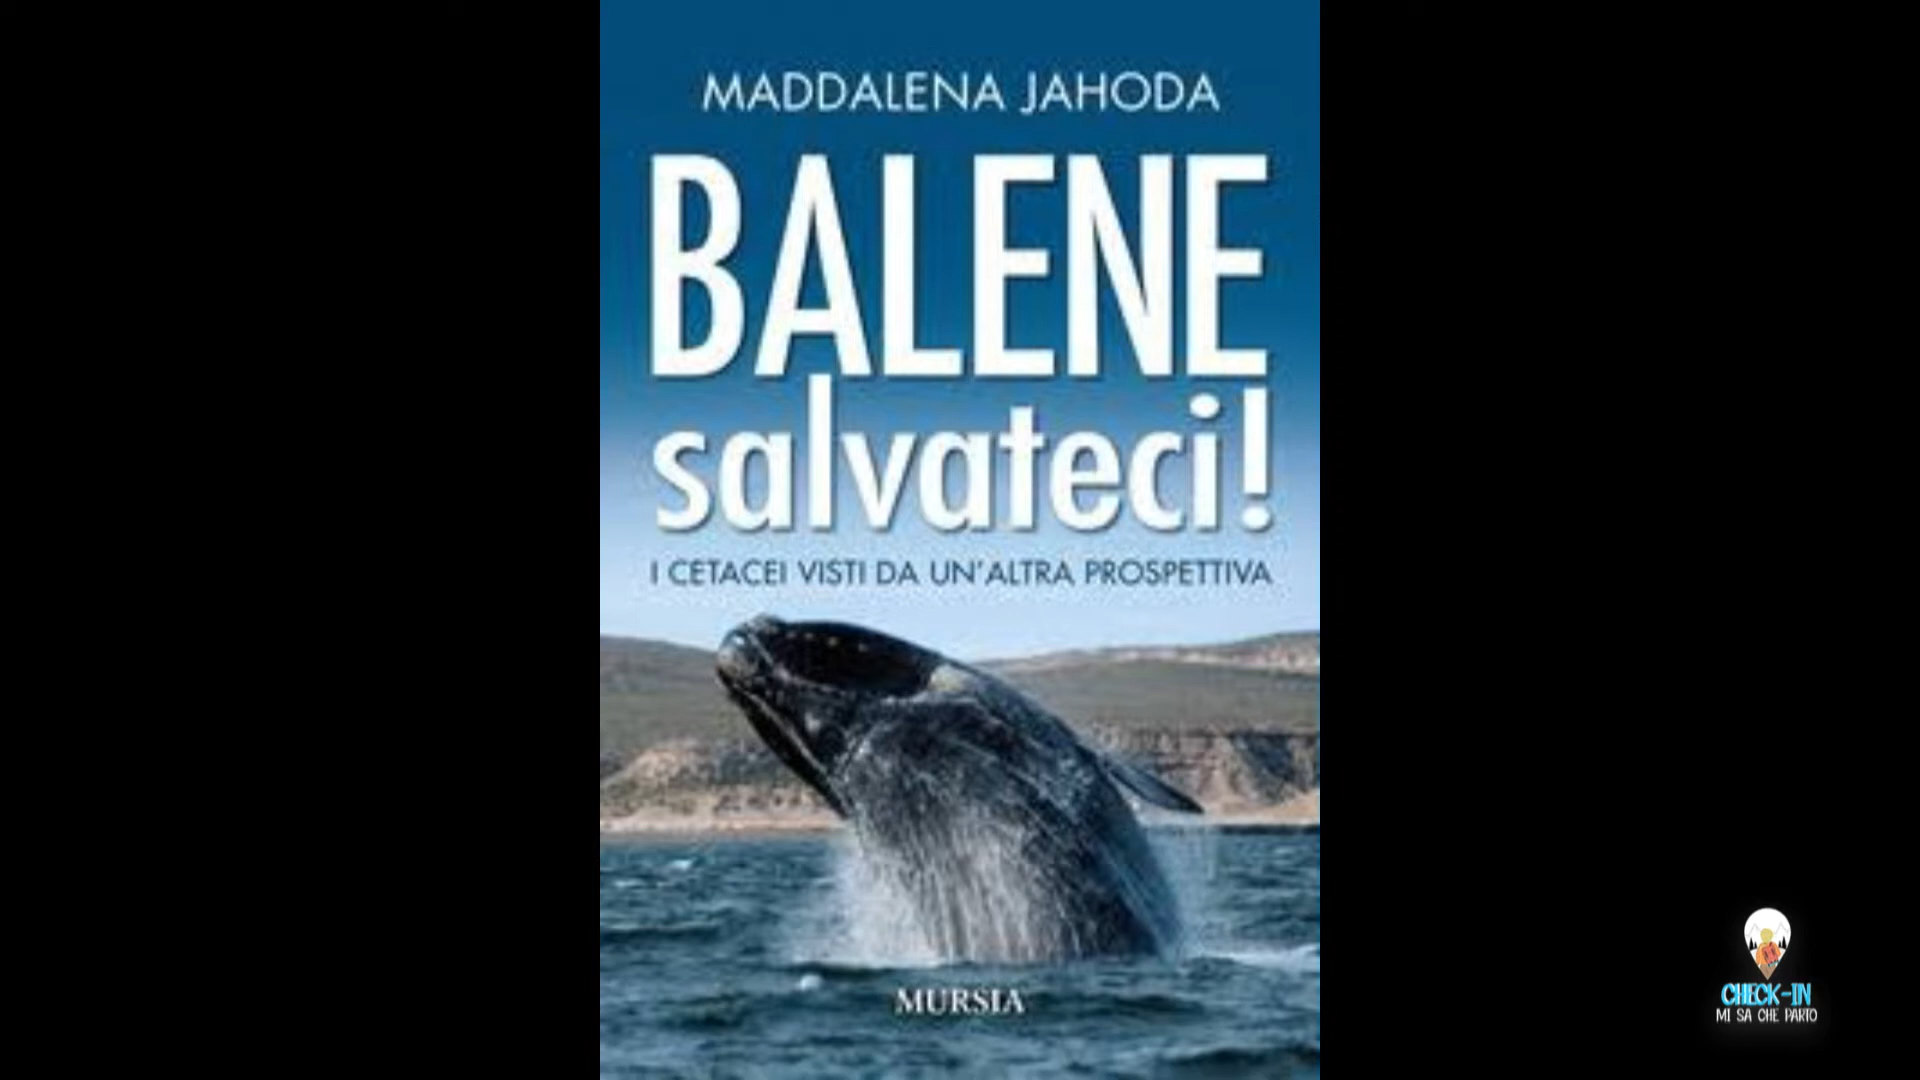 MADDALENA JAHODA
BALENE
salvateci!
I CETACEI VISTI DA UN'ALTRA PROSPETTIVA
MURSIA
CHECK-IN
MI SA CHE PARTO